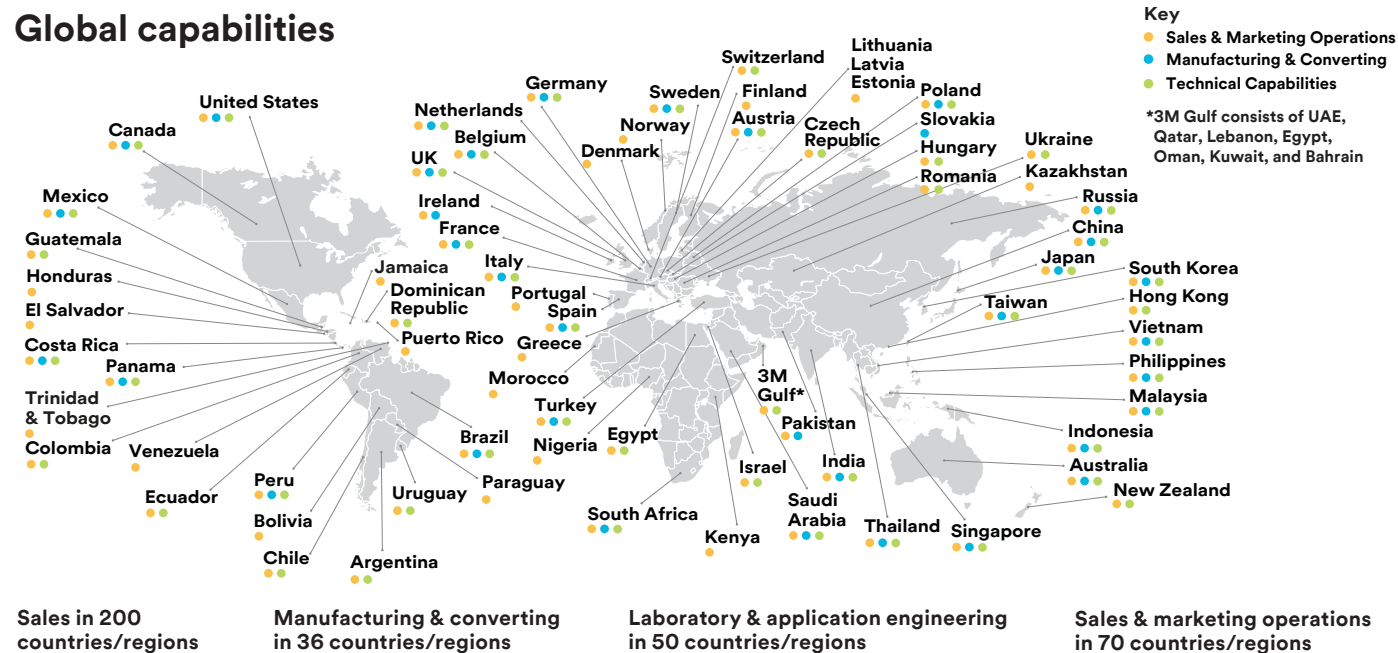 Global capabilities
Key
Sales & Marketing Operations
Manufacturing & Converting
Technical Capabilities
*3M Gulf consists of UAE,
Qatar, Lebanon, Egypt,
Oman, Kuwait, and Bahrain
United States
Canada
Mexico
Guatemala
Honduras
El Salvador
Costa Rica
Panama
Trinidad
& Tobago
Colombia
Venezuela
Ecuador
Peru
Bolivia
Chile
Argentina
Uruguay
Paraguay
Brazil
Jamaica
Dominican
Republic
Puerto Rico
Germany
Netherlands
Belgium
UK
Ireland
France
Italy
Portugal
Spain
Greece
Morocco
Turkey
Nigeria
Egypt
South Africa
Kenya
Israel
Saudi
Arabia
3M
Gulf*
Pakistan
India
Thailand
Singapore
Switzerland
Sweden
Finland
Norway
Austria
Denmark
Lithuania
Latvia
Estonia
Czech
Republic
Poland
Slovakia
Hungary
Romania
Ukraine
Kazakhstan
Russia
China
Japan
South Korea
Taiwan
Hong Kong
Vietnam
Philippines
Malaysia
Indonesia
Australia
New Zealand
Sales in 200
countries/regions
Manufacturing & converting
in 36 countries/regions
Laboratory & application engineering
in 50 countries/regions
Sales & marketing operations
in 70 countries/regions